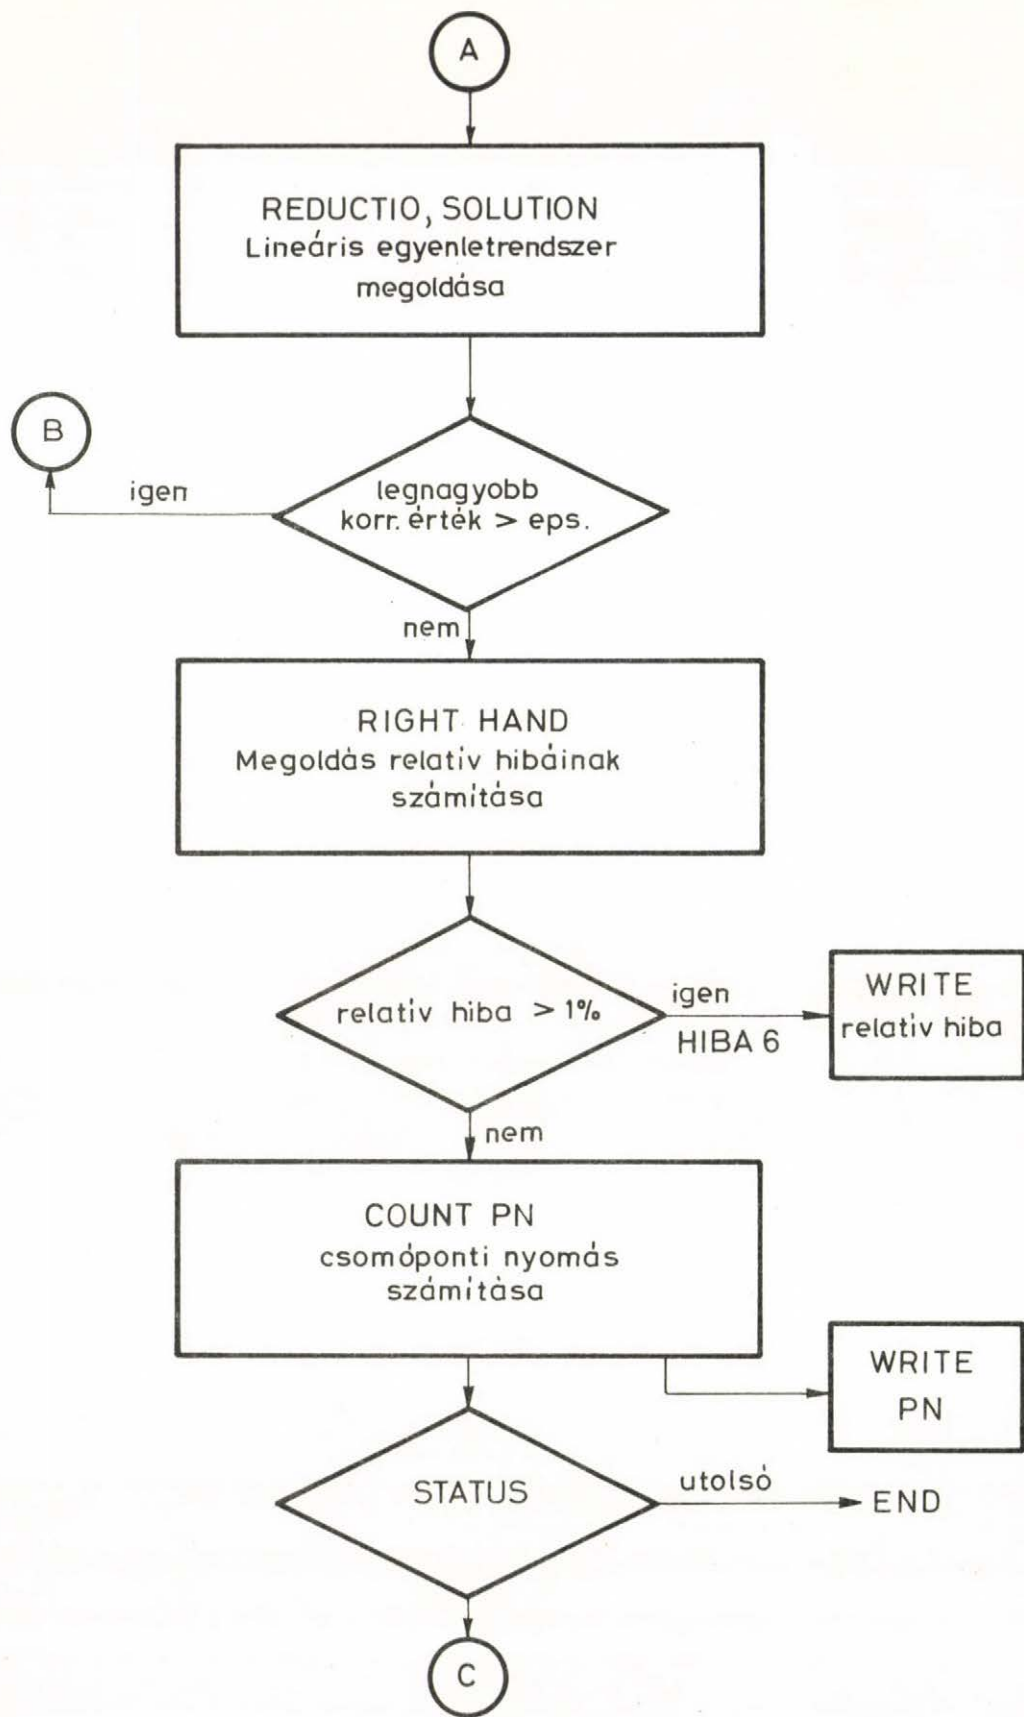 A
REDUCTIO, SOLUTION
Lineáris egyenletrendszer
megoldása
B
igen
legnagyobb
korr. érték > eps.
nem
RIGHT HAND
Megoldás relatív hibáinak
számítása
relatív hiba > 1%
igen
HIBA 6
WRITE
relatív hiba
nem
COUNT PN
csomóponti nyomás
számítása
WRITE
PN
STATUS
utolsó
END
C